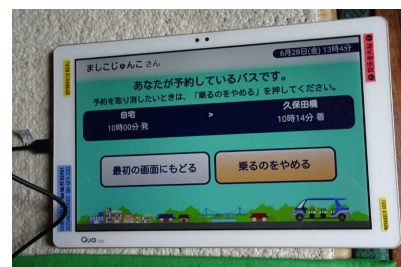 6月28日(金) 13時4分
ましこじゅんこ さん
あなたが予約しているバスです。
予約を取り消したいときは、「乗るのをやめる」を押してください。
自宅 > 久保田橋
10時00分 発 10時14分 着
最初の画面にもどる 乗るのをやめる
Qua tab